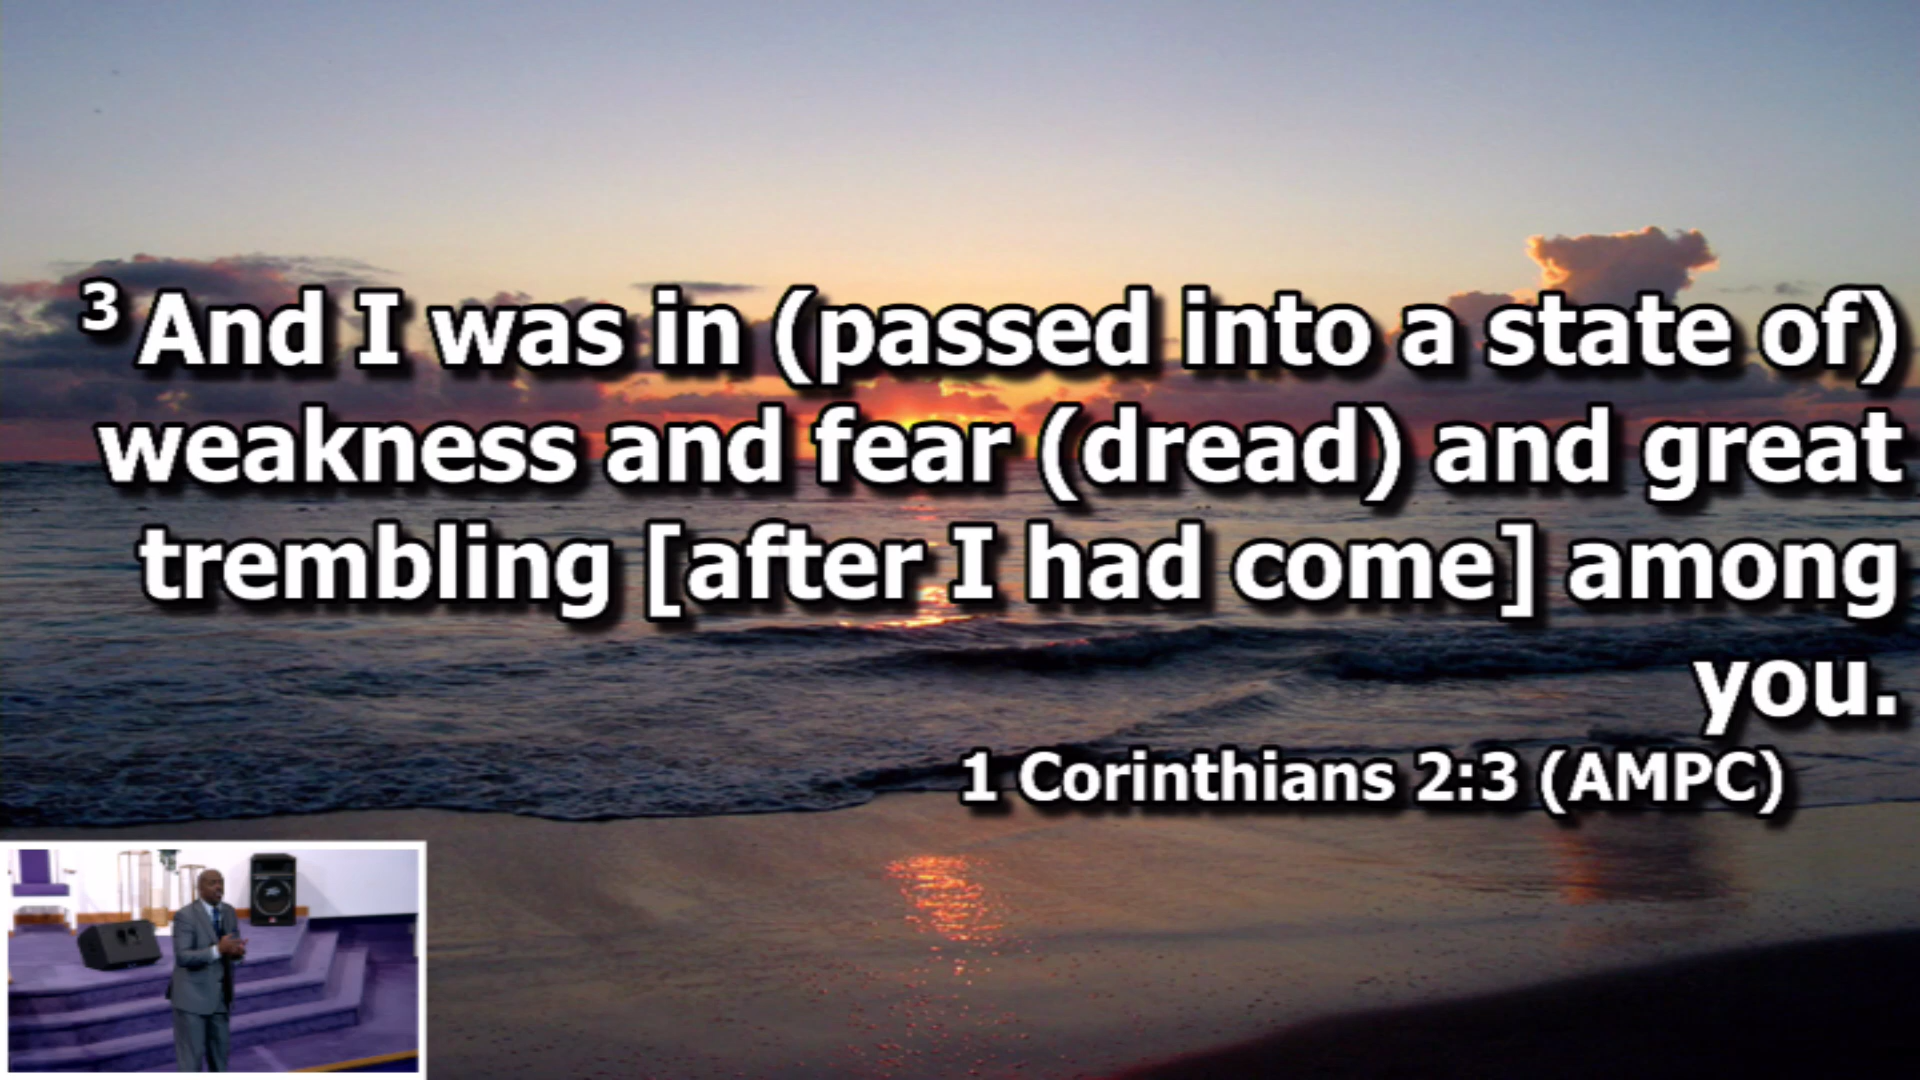 3 And I was in (passed into a state of)
weakness and fear (dread) and great
trembling [after I had come] among
you.
1 Corinthians 2:3 (AMPC)